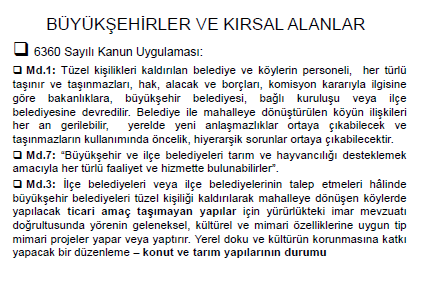 BÜYÜKŞEHİRLER VE KIRSAL ALANLAR
❑ 6360 Sayılı Kanun Uygulaması:
❑ Md.1: Tüzel kişilikleri kaldırılan belediye ve köylerin personeli, her türlü
taşınır ve taşınmazları, hak, alacak ve borçları, komisyon kararıyla ilgisine
göre bakanlıklara, büyükşehir belediyesi, bağlı kuruluşu veya ilçe
belediyesine devredilir. Belediye ile mahalleye dönüştürülen köyün ilişkileri
her an gerilebilir, yerelde yeni anlaşmazlıklar ortaya çıkabilecek ve
taşınmazların kullanımında öncelik, hiyerarşik sorunlar ortaya çıkabilecektir.
❑ Md.7: “Büyükşehir ve ilçe belediyeleri tarım ve hayvancılığı desteklemek
amacıyla her türlü faaliyet ve hizmette bulunabilirler”.
❑ Md.3: İlçe belediyeleri veya ilçe belediyelerinin talep etmeleri hâlinde
büyükşehir belediyeleri tüzel kişiliği kaldırılarak mahalleye dönüşen köylerde
yapılacak ticari amaç taşımayan yapılar için yürürlükteki imar mevzuatı
doğrultusunda yörenin geleneksel, kültürel ve mimari özelliklerine uygun tip
mimari projeler yapar veya yaptırır. Yerel doku ve kültürün korunmasına katkı
yapacak bir düzenleme – konut ve tarım yapılarının durumu